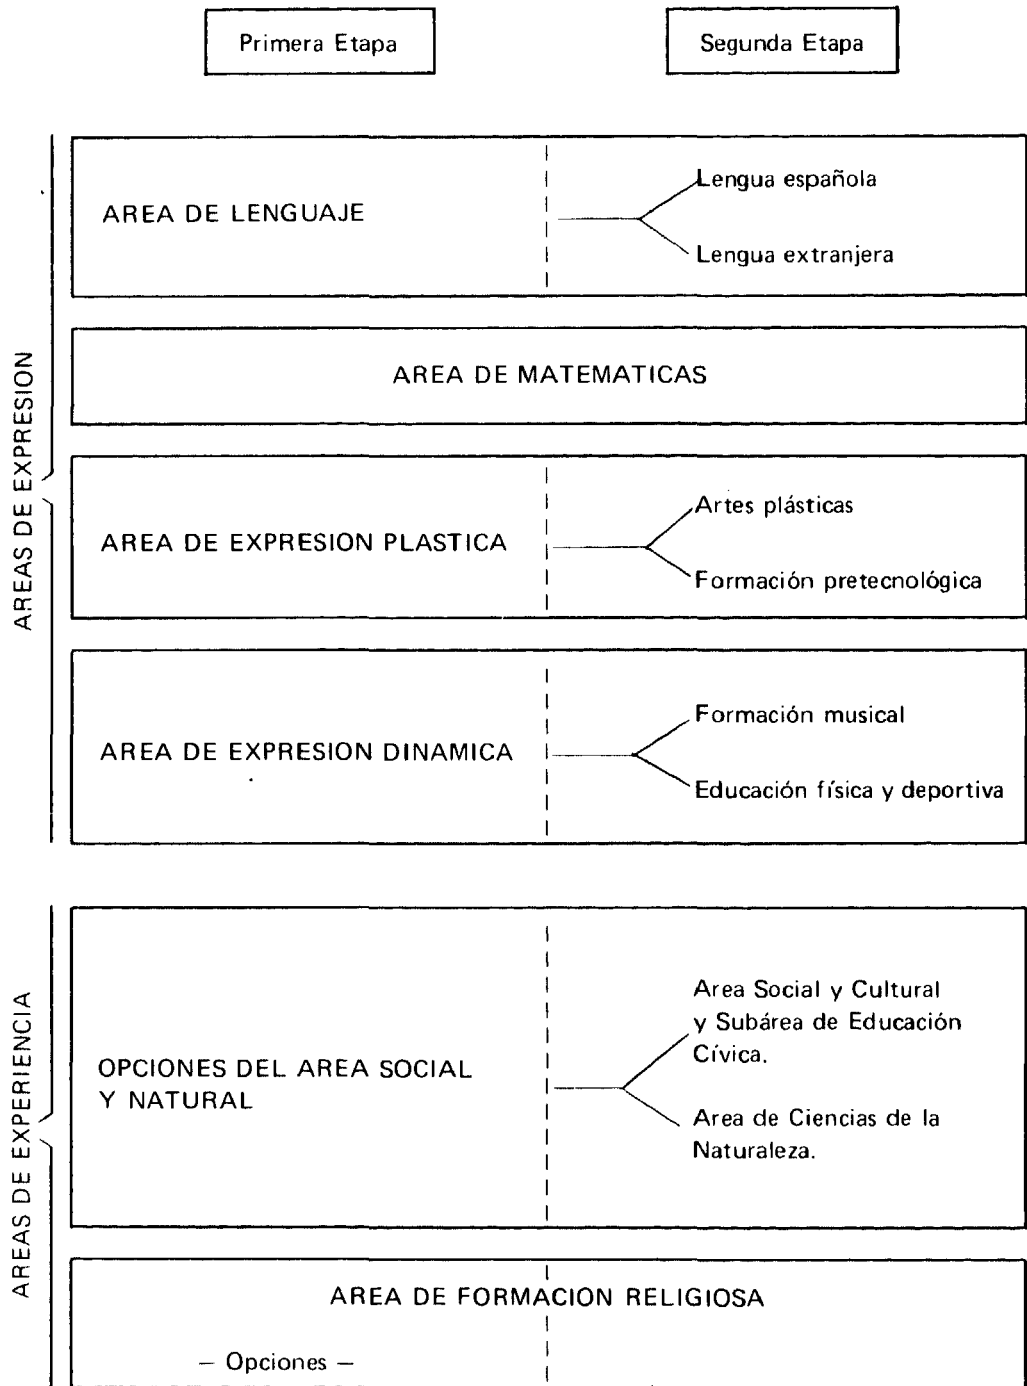 Primera Etapa
Segunda Etapa
AREAS DE EXPRESION
AREA DE LENGUAJE
Lengua española
Lengua extranjera
AREA DE MATEMATICAS
AREA DE EXPRESION PLASTICA
Artes plásticas
Formación pretecnológica
AREA DE EXPRESION DINAMICA
Formación musical
Educación física y deportiva
AREAS DE EXPERIENCIA
OPCIONES DEL AREA SOCIAL
Y NATURAL
Area Social y Cultural
y Subárea de Educación
Cívica.
Area de Ciencias de la
Naturaleza.
AREA DE FORMACION RELIGIOSA
— Opciones —